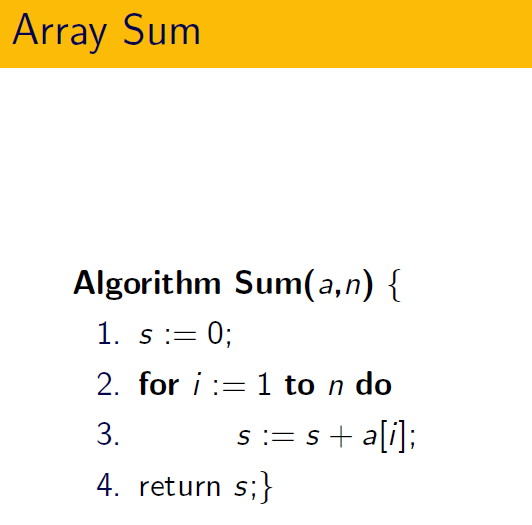 Array Sum
Algorithm Sum(a,n) {
1. s := 0;
2. for i := 1 to n do
3. s := s + a[i];
4. return s;}